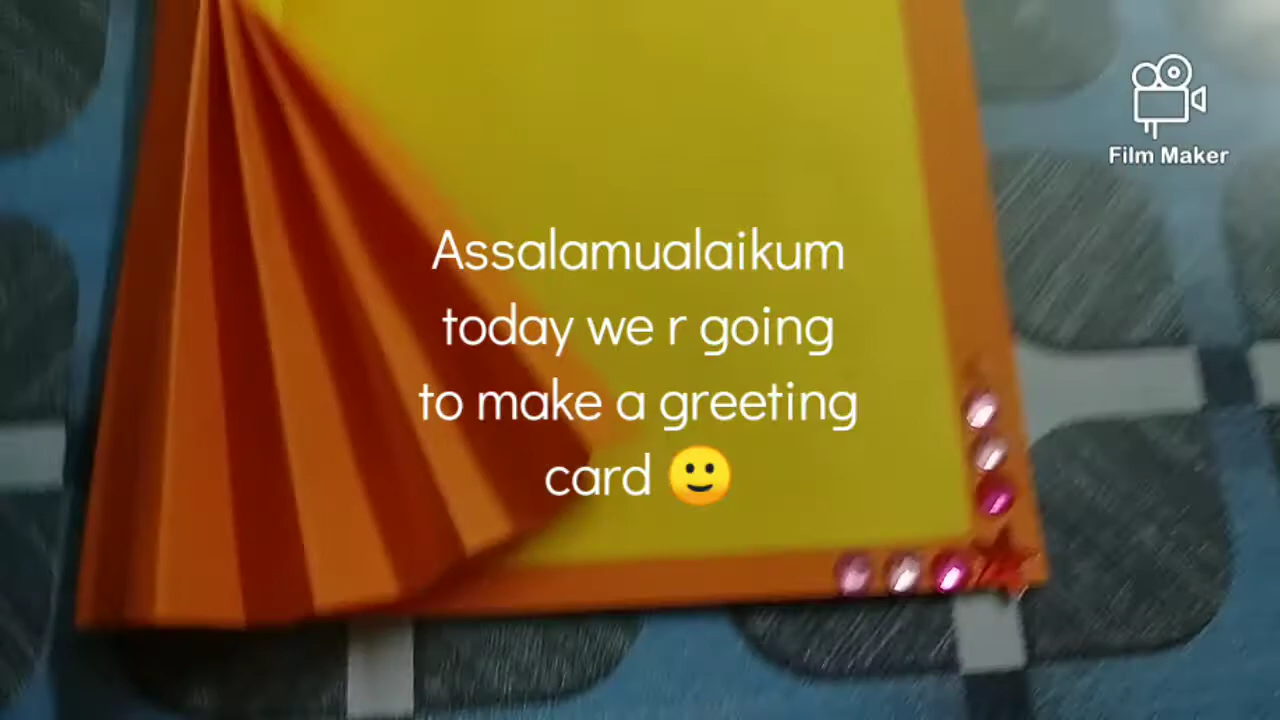 Film Maker
Assalamualaikum
today we r going
to make a greeting
card 🙂